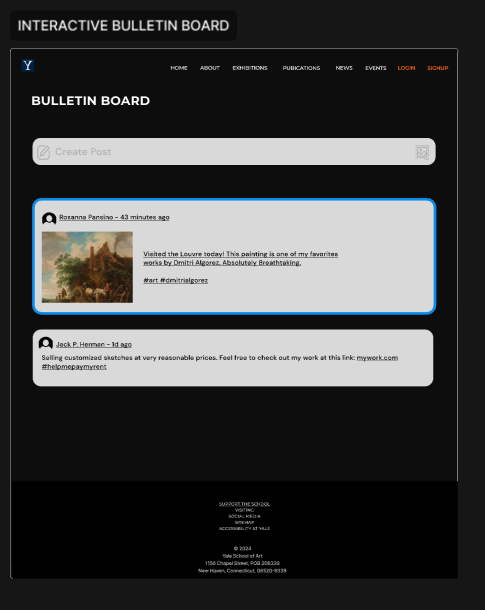 INTERACTIVE BULLETIN BOARD
Y
HOME ABOUT EXHIBITIONS PUBICATIONS NEWS EVENTS LOGIN SIGNUP
BULLETIN BOARD
Create Post
Rosanna Pansino - 43 minutes ago
Visited the Louvre today! This painting is one of my favorites
works by Dmitri Algorez. Absolutely Breathtaking.
#art #dmitrialgorez
Jack P. Herman - 1d ago
Selling customized sketches at very reasonable prices. Feel free to check out my work at this link: mywork.com
#helpmepaymyrent
SUPPORT THE SCHOOL
VISITING
SOCIAL MEDIA
SITEMAP
ACCESSIBILITY AT YALE
© 2024
Yale School of Art
1156 Chapel Street, POB 208339
New Haven, Connecticut, 06520-8339